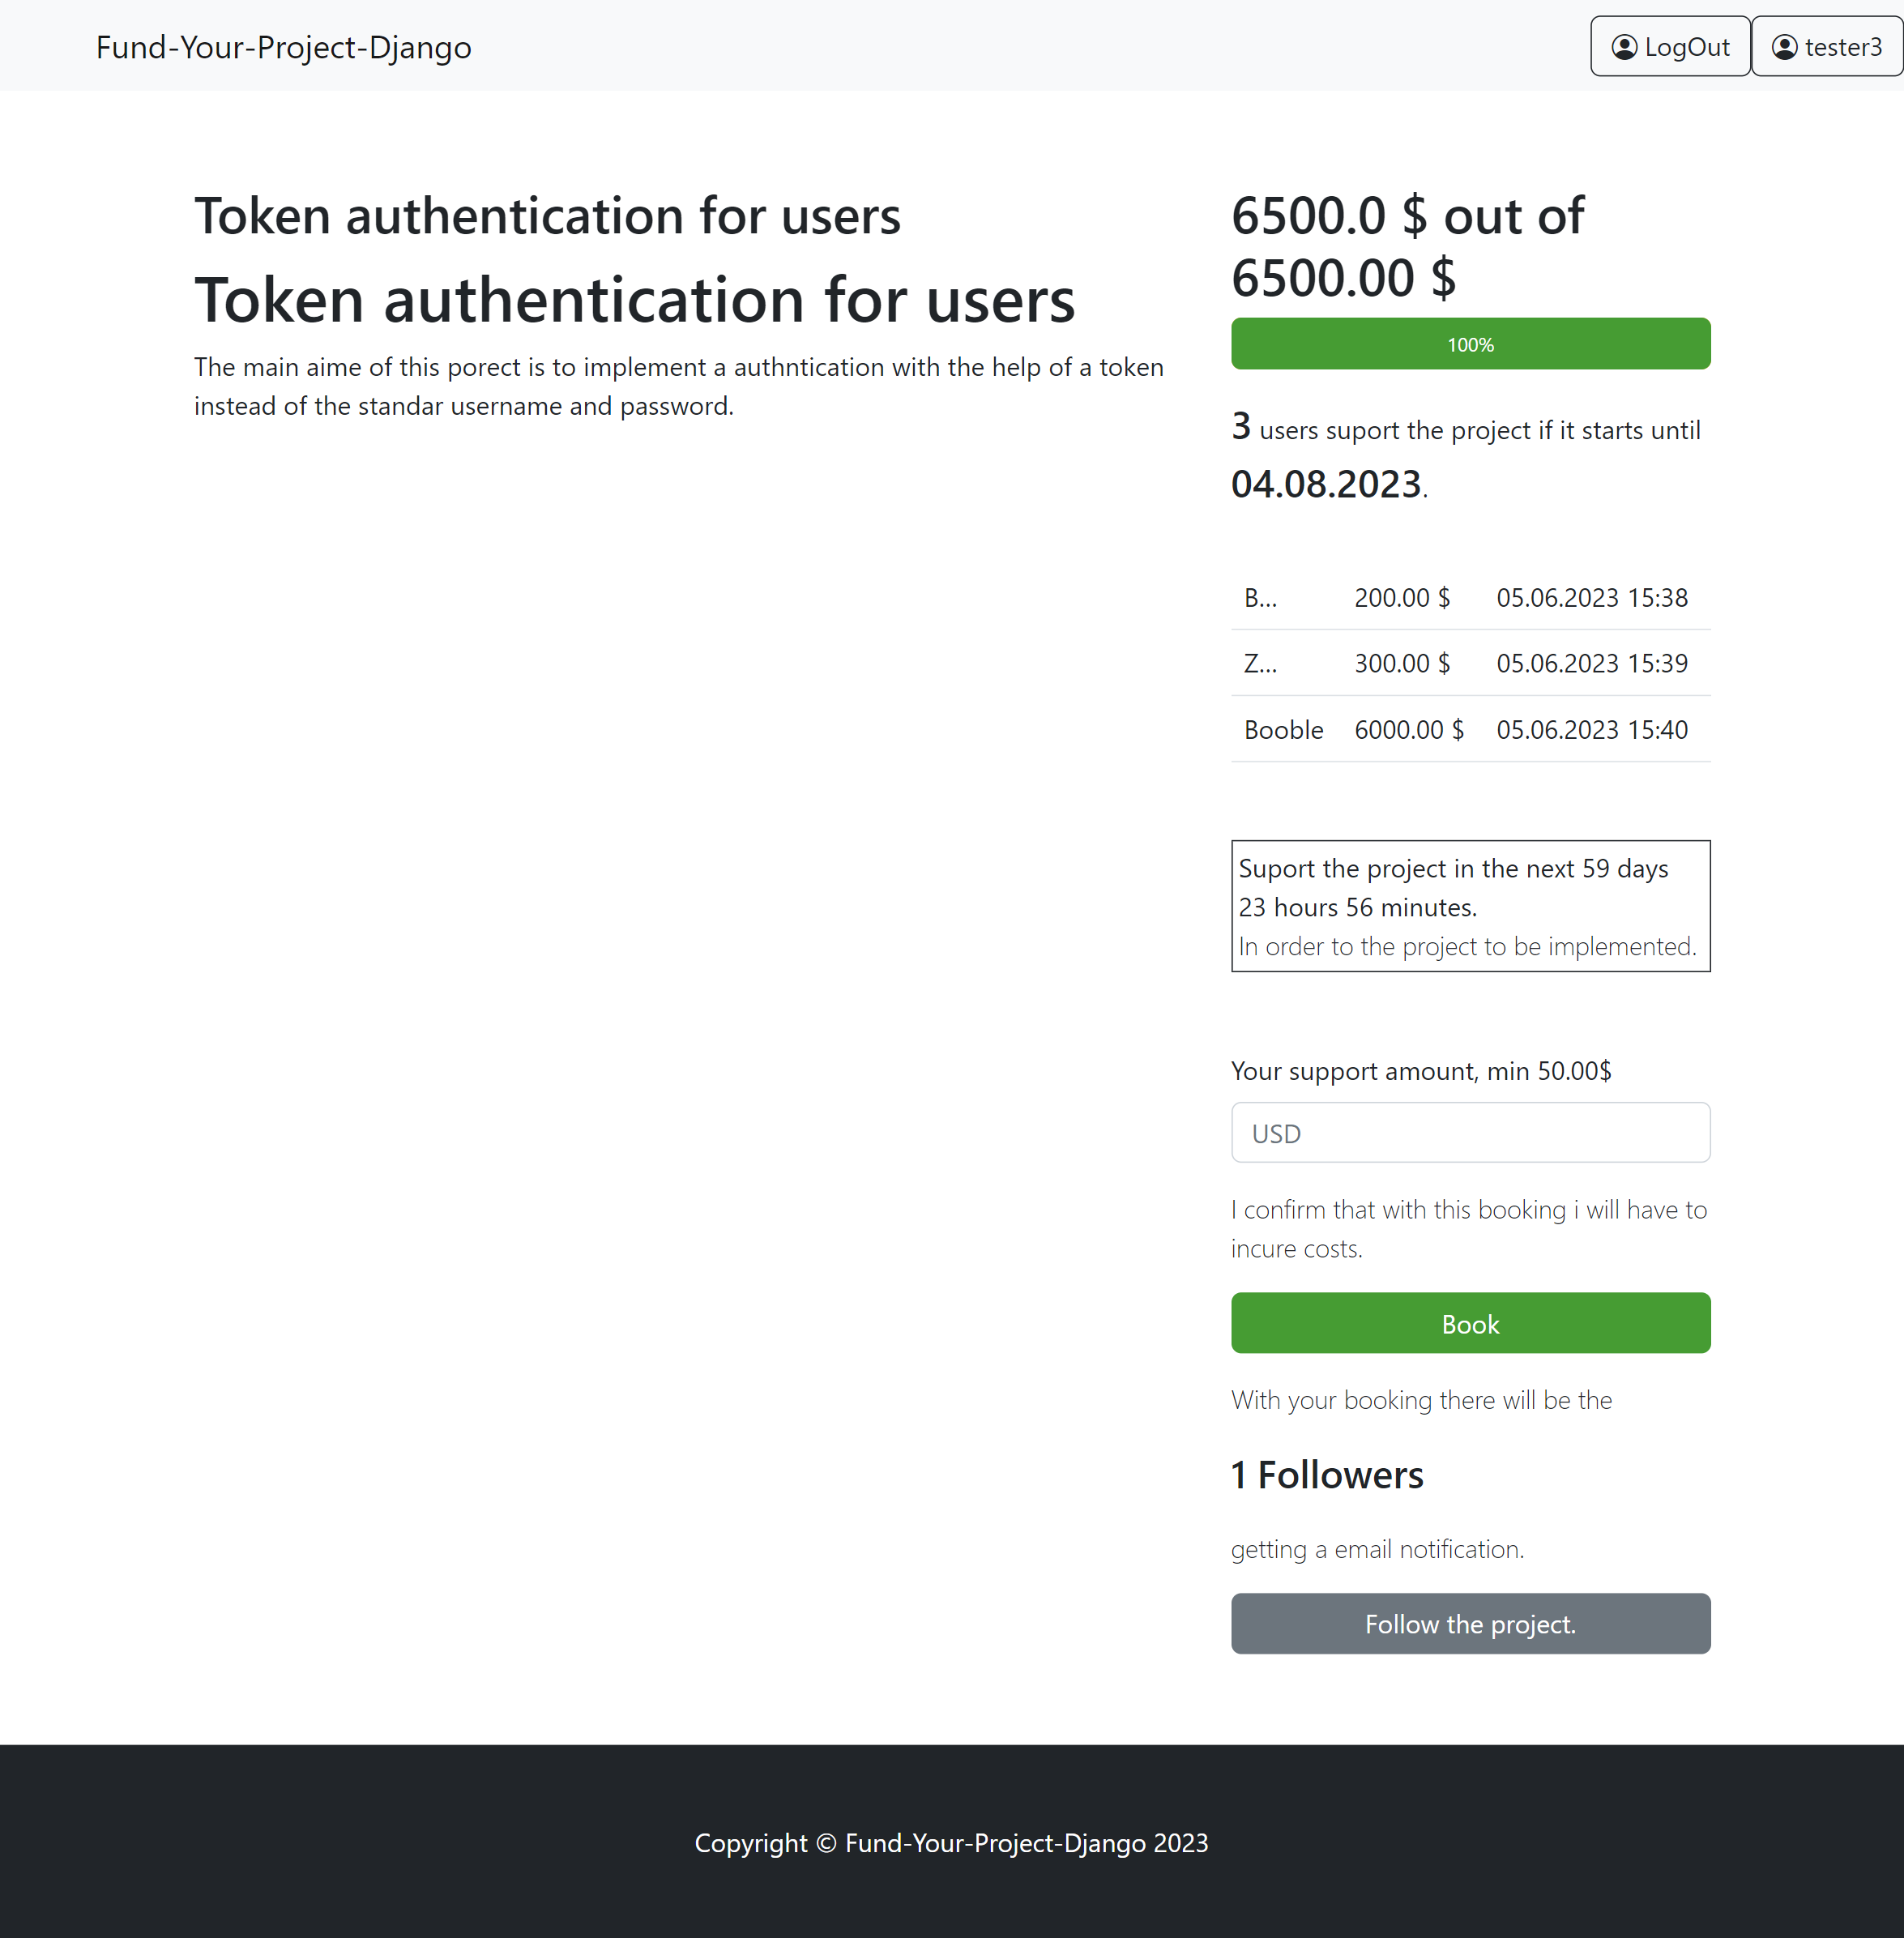 Fund-Your-Project-Django
LogOut
tester3
Token authentication for users
Token authentication for users
The main aime of this porect is to implement a authntication with the help of a token
instead of the standar username and password.
6500.0 $ out of
6500.00 $
100%
3 users suport the project if it starts until
04.08.2023.
B... 200.00 $ 05.06.2023 15:38
Z... 300.00 $ 05.06.2023 15:39
Booble 6000.00 $ 05.06.2023 15:40
Suport the project in the next 59 days
23 hours 56 minutes.
In order to the project to be implemented.
Your support amount, min 50.00$
USD
I confirm that with this booking i will have to
incure costs.
Book
With your booking there will be the
1 Followers
getting a email notification.
Follow the project.
Copyright © Fund-Your-Project-Django 2023